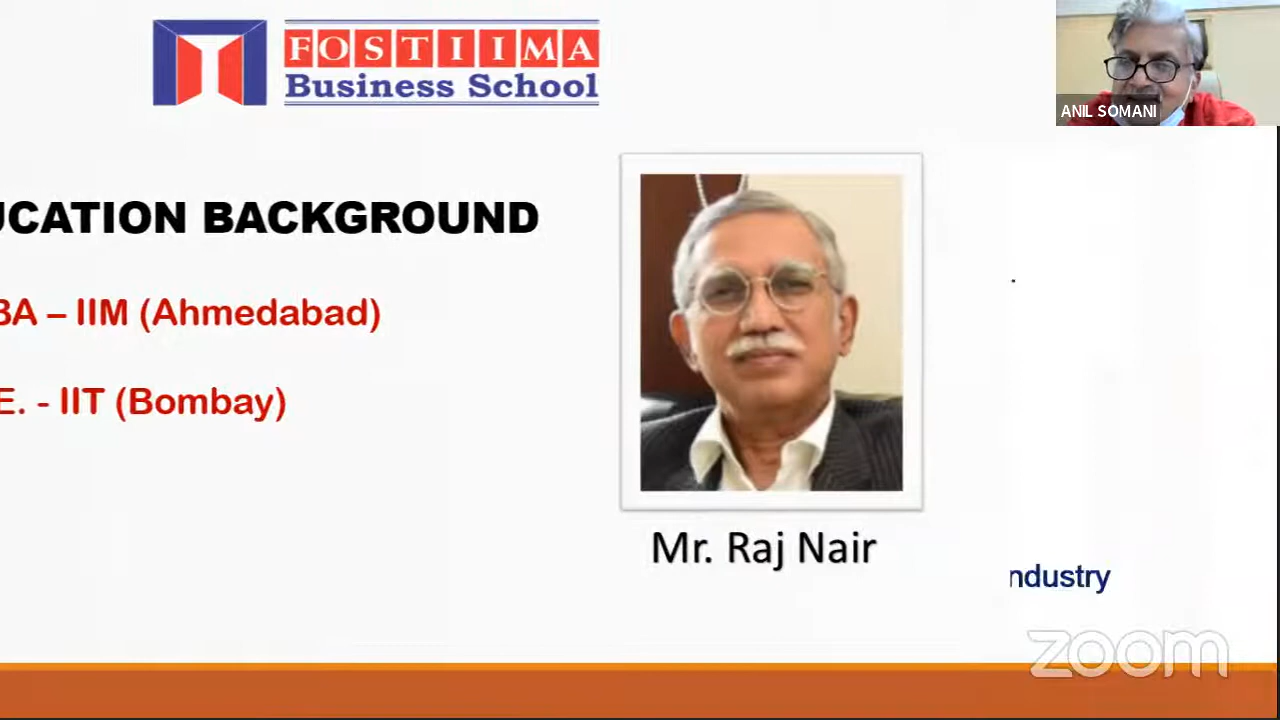 FOSTIIMA
Business School
ANIL SOMANI
UCATION BACKGROUND
BA – IIM (Ahmedabad)
E. - IIT (Bombay)
Mr. Raj Nair
ndustry
zoom